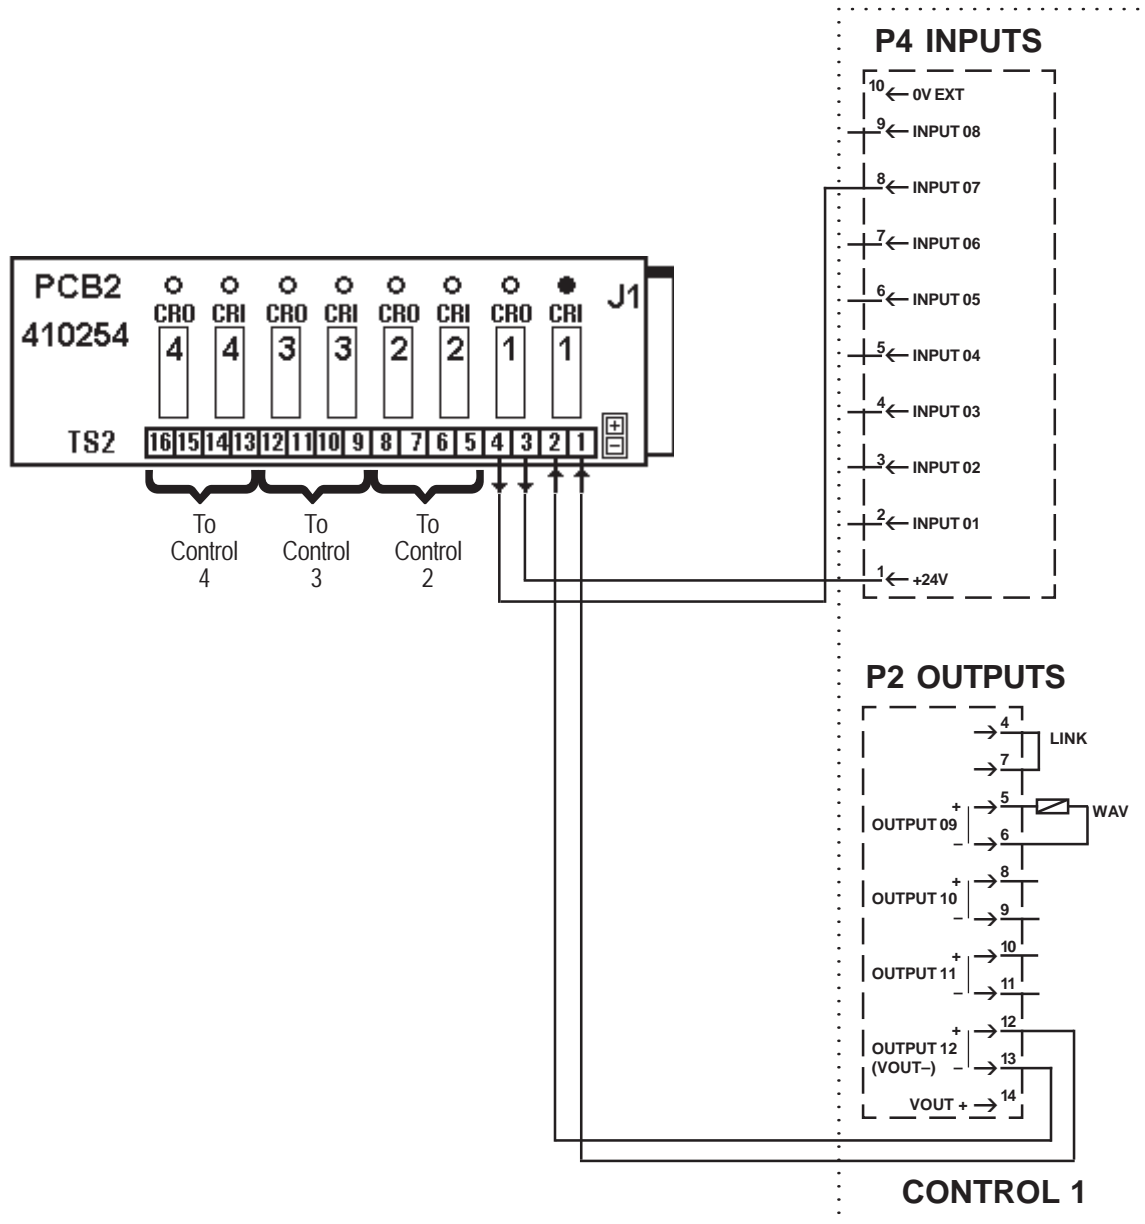 P4 INPUTS
10 0V EXT
9 INPUT 08
8 INPUT 07
7 INPUT 06
6 INPUT 05
5 INPUT 04
4 INPUT 03
3 INPUT 02
2 INPUT 01
1 +24V
PCB2
410254
J1
CRO CRI CRO CRI CRO CRI CRO CRI
4 4 3 3 2 2 1 1
+
−
TS2
16 15 14 13 12 11 10 9 8 7 6 5 4 3 2 1
To
Control
4
To
Control
3
To
Control
2
P2 OUTPUTS
4
LINK
7
+ 5
WAV
OUTPUT 09
− 6
+ 8
OUTPUT 10
− 9
+ 10
OUTPUT 11
− 11
+ 12
OUTPUT 12
(VOUT–) − 13
VOUT + 14
CONTROL 1